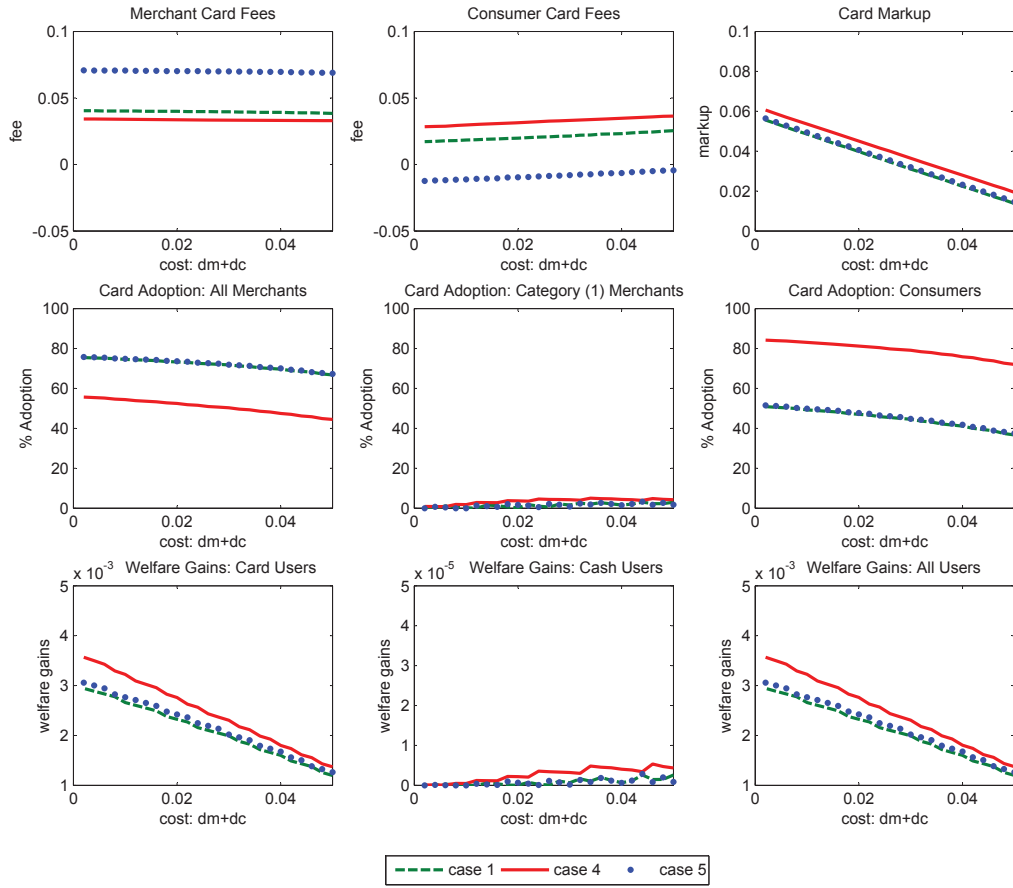 Merchant Card Fees
0.1
0.05
0
-0.05
fee
0.02
0.04
cost: dm+dc
Consumer Card Fees
0.1
0.05
0
-0.05
fee
0.02
0.04
cost: dm+dc
Card Markup
0.1
0.08
0.06
0.04
0.02
0
markup
0
0.02
0.04
cost: dm+dc
Card Adoption: All Merchants
100
80
60
40
20
0
% Adoption
0
0.02
0.04
cost: dm+dc
Card Adoption: Category (1) Merchants
100
80
60
40
20
0
% Adoption
0
0.02
0.04
cost: dm+dc
Card Adoption: Consumers
100
80
60
40
20
0
% Adoption
0
0.02
0.04
cost: dm+dc
x 10-3
Welfare Gains: Card Users
5
4
3
2
1
welfare gains
0
0.02
0.04
cost: dm+dc
x 10-5
Welfare Gains: Cash Users
5
4
3
2
1
0
welfare gains
0
0.02
0.04
cost: dm+dc
x 10-3
Welfare Gains: All Users
5
4
3
2
1
welfare gains
0
0.02
0.04
cost: dm+dc
case 1
case 4
case 5